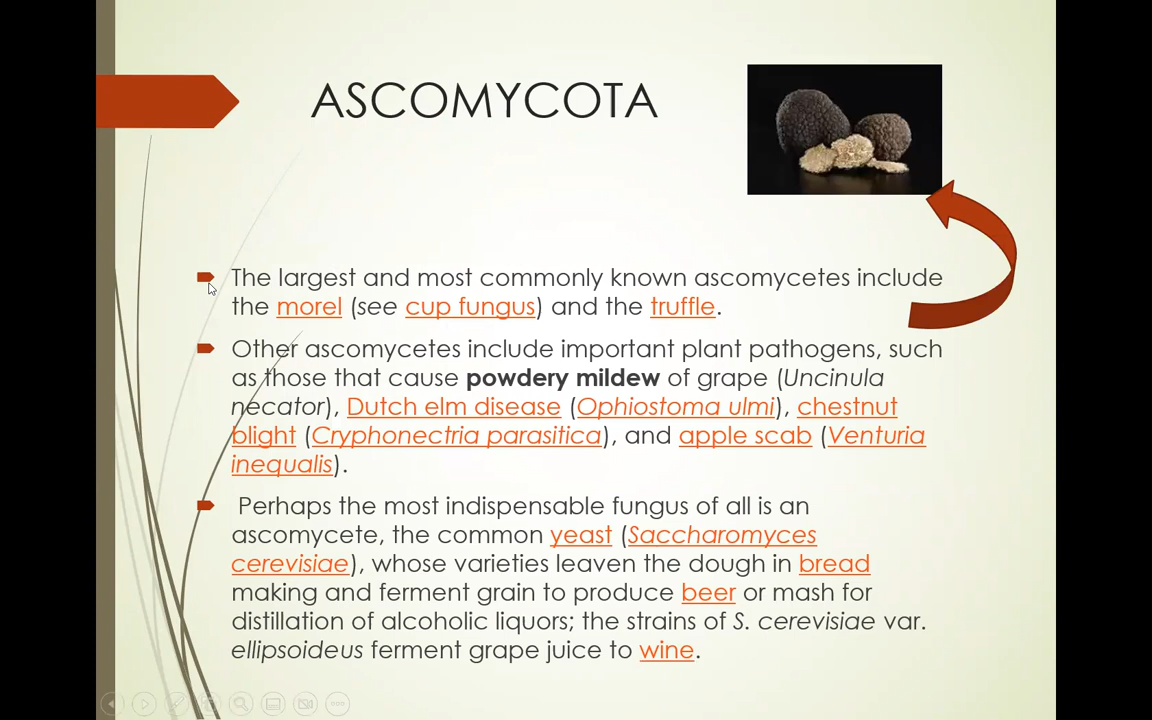 ASCOMYCOTA
The largest and most commonly known ascomycetes include
the morel (see cup fungus) and the truffle.
Other ascomycetes include important plant pathogens, such
as those that cause powdery mildew of grape (Uncinula
necator), Dutch elm disease (Ophiostoma ulmi), chestnut
blight (Cryphonectria parasitica), and apple scab (Venturia
inequalis).
Perhaps the most indispensable fungus of all is an
ascomycete, the common yeast (Saccharomyces
cerevisiae), whose varieties leaven the dough in bread
making and ferment grain to produce beer or mash for
distillation of alcoholic liquors; the strains of S. cerevisiae var.
ellipsoideus ferment grape juice to wine.